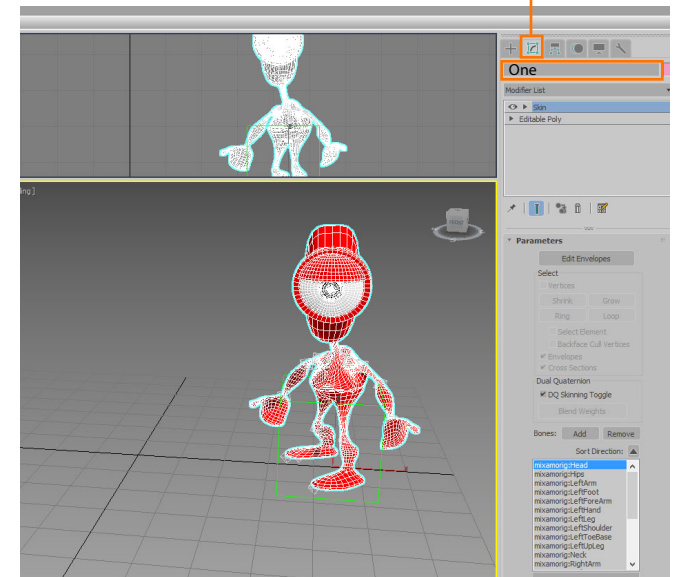 One
Modifier List
Skin
Editable Poly
ing ]
Parameters
Edit Envelopes
Select
Vertices
Shrink Grow
Ring Loop
Select Element
Backface Cull Vertices
Envelopes
Cross Sections
Dual Quaternion
DQ Skinning Toggle
Blend Weights
Bones: Add Remove
Sort Direction:
mixamorig:Head
mixamorig:Hips
mixamorig:LeftArm
mixamorig:LeftFoot
mixamorig:LeftForeArm
mixamorig:LeftHand
mixamorig:LeftLeg
mixamorig:LeftShoulder
mixamorig:LeftToeBase
mixamorig:LeftUpLeg
mixamorig:Neck
mixamorig:RightArm